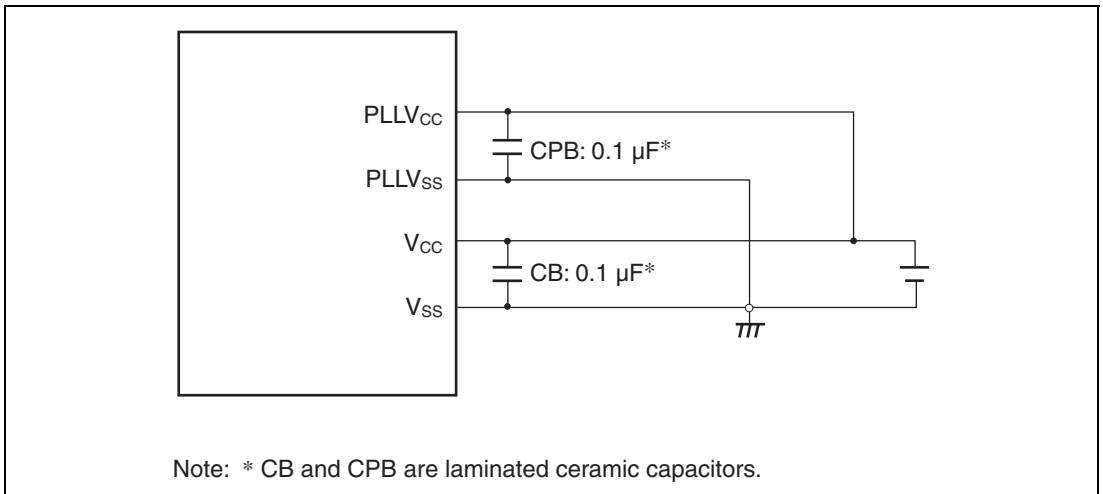 PLLVCC
CPB: 0.1 µF*
PLLVSS
VCC
CB: 0.1 µF*
VSS
Note: * CB and CPB are laminated ceramic capacitors.